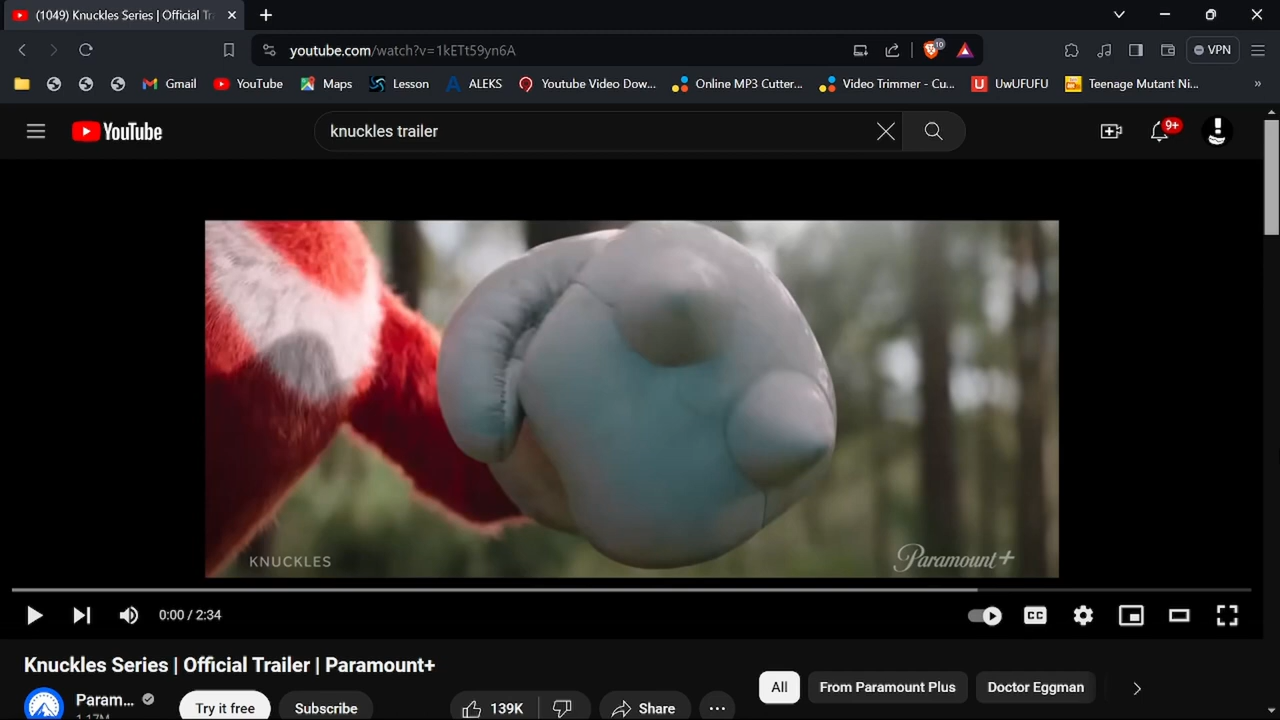 (1049) Knuckles Series | Official Tr
youtube.com/watch?v=1kETt59yn6A
10
VPN
Gmail
YouTube
Maps
Lesson
ALEKS
Youtube Video Dow...
Online MP3 Cutter...
Video Trimmer - Cu...
U UwUFUFU
Teenage Mutant Ni...
YouTube
knuckles trailer
9+
KNUCKLES
Paramount+
0:00 / 2:34
CC
Knuckles Series | Official Trailer | Paramount+
Param...
1.17M
Try it free
Subscribe
139K
Share
All
From Paramount Plus
Doctor Eggman